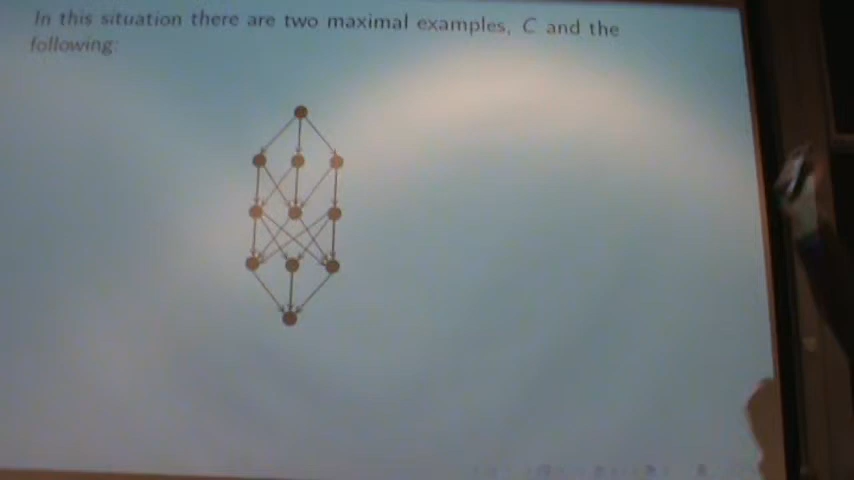 In this situation there are two maximal examples, C and the
following: